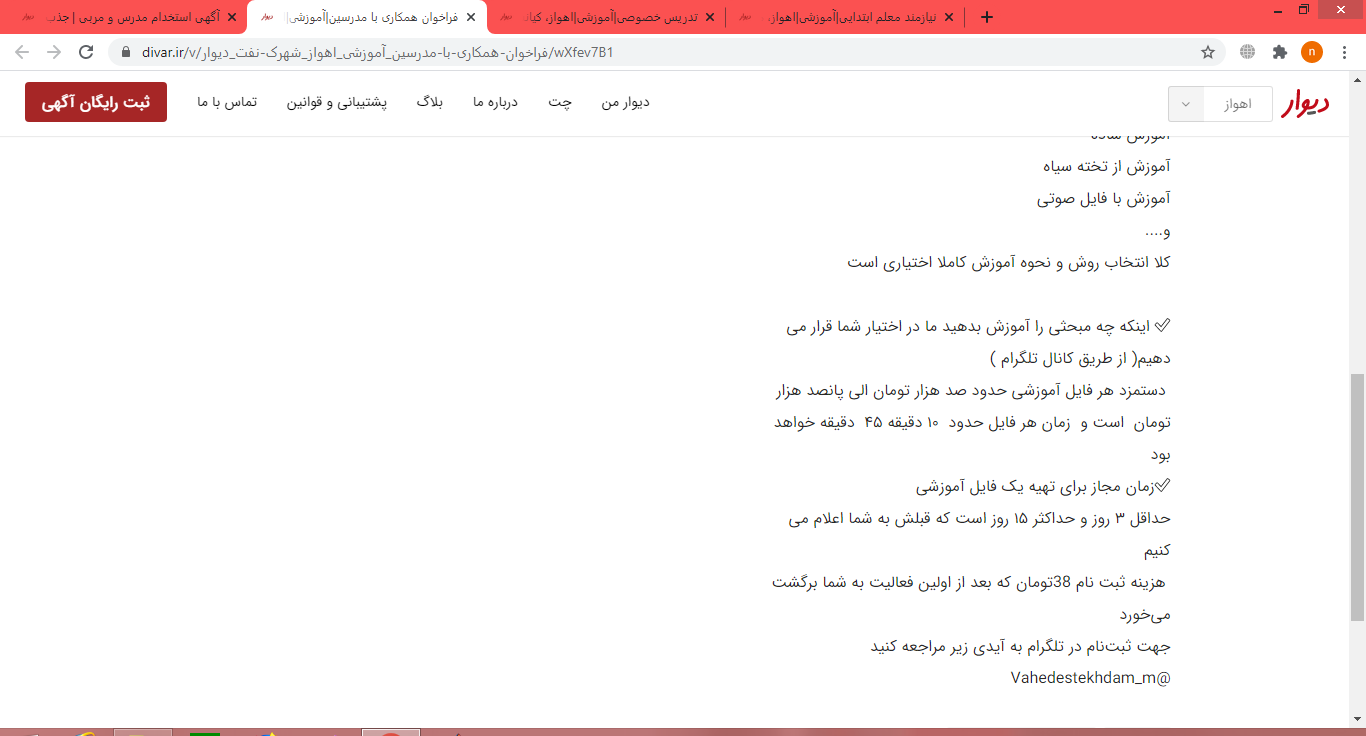 آگهی استخدام مدرس و مربی | جذب
فراخوان همکاری با مدرسین|آموزشی|
تدریس خصوصی|آموزشی|اهواز، کیان
نیازمند معلم ابتدایی|آموزشی|اهواز،
divar.ir/v/فراخوان-همکاری-با-مدرسین_آموزشی_اهواز_شهرک-نفت_دیوار/wXfev7B1
n
دیوار
اهواز
دیوار من
چت
درباره ما
بلاگ
پشتیبانی و قوانین
تماس با ما
ثبت رایگان آگهی
آموزش از تخته سیاه
آموزش با فایل صوتی
و....
کلا انتخاب روش و نحوه آموزش کاملا اختیاری است
✅ اینکه چه مبحثی را آموزش بدهید ما در اختیار شما قرار می
دهیم( از طریق کانال تلگرام )
دستمزد هر فایل آموزشی حدود صد هزار تومان الی پانصد هزار
تومان است و زمان هر فایل حدود ۱۰ دقیقه ۴۵ دقیقه خواهد
بود
✅زمان مجاز برای تهیه یک فایل آموزشی
حداقل ۳ روز و حداکثر ۱۵ روز است که قبلش به شما اعلام می
کنیم
هزینه ثبت نام 38تومان که بعد از اولین فعالیت به شما برگشت
می‌خورد
جهت ثبت‌نام در تلگرام به آیدی زیر مراجعه کنید
@Vahedestekhdam_m